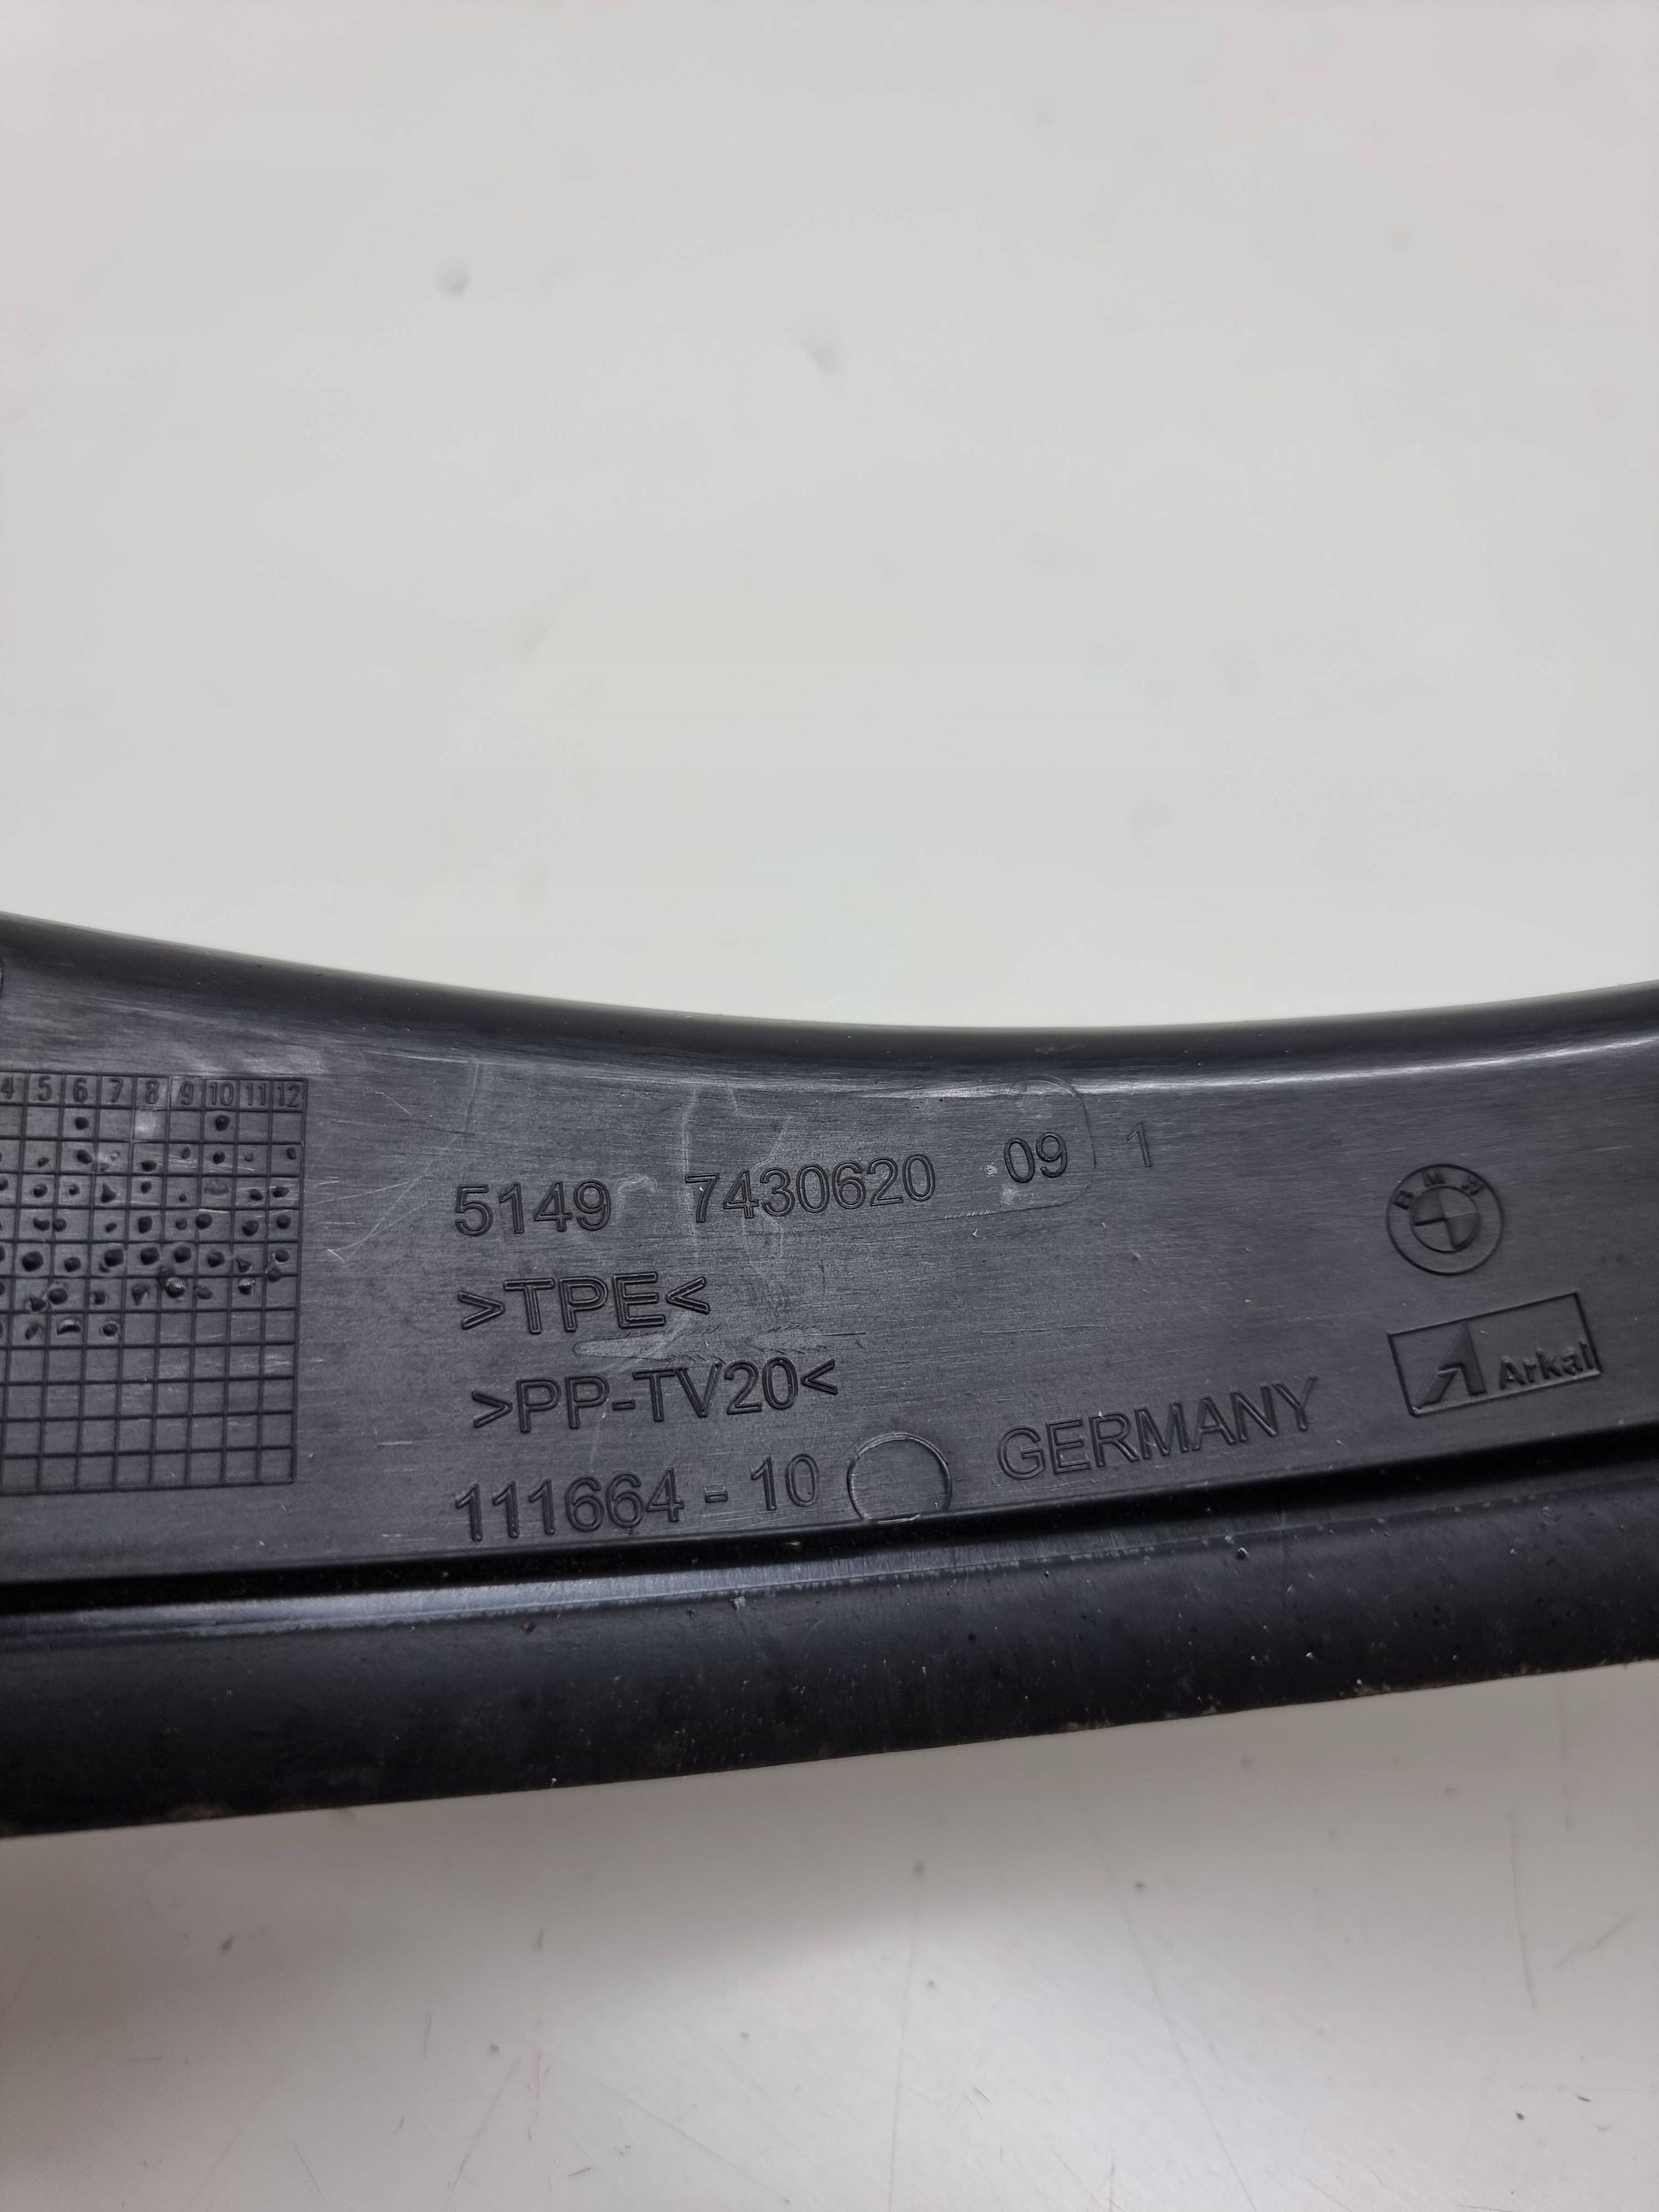 4 5 6 7 8 9 10 11 12
5149 7430620 09 1
>TPE<
>PP-TV20<
111664 - 10 GERMANY
BMW
Arkal